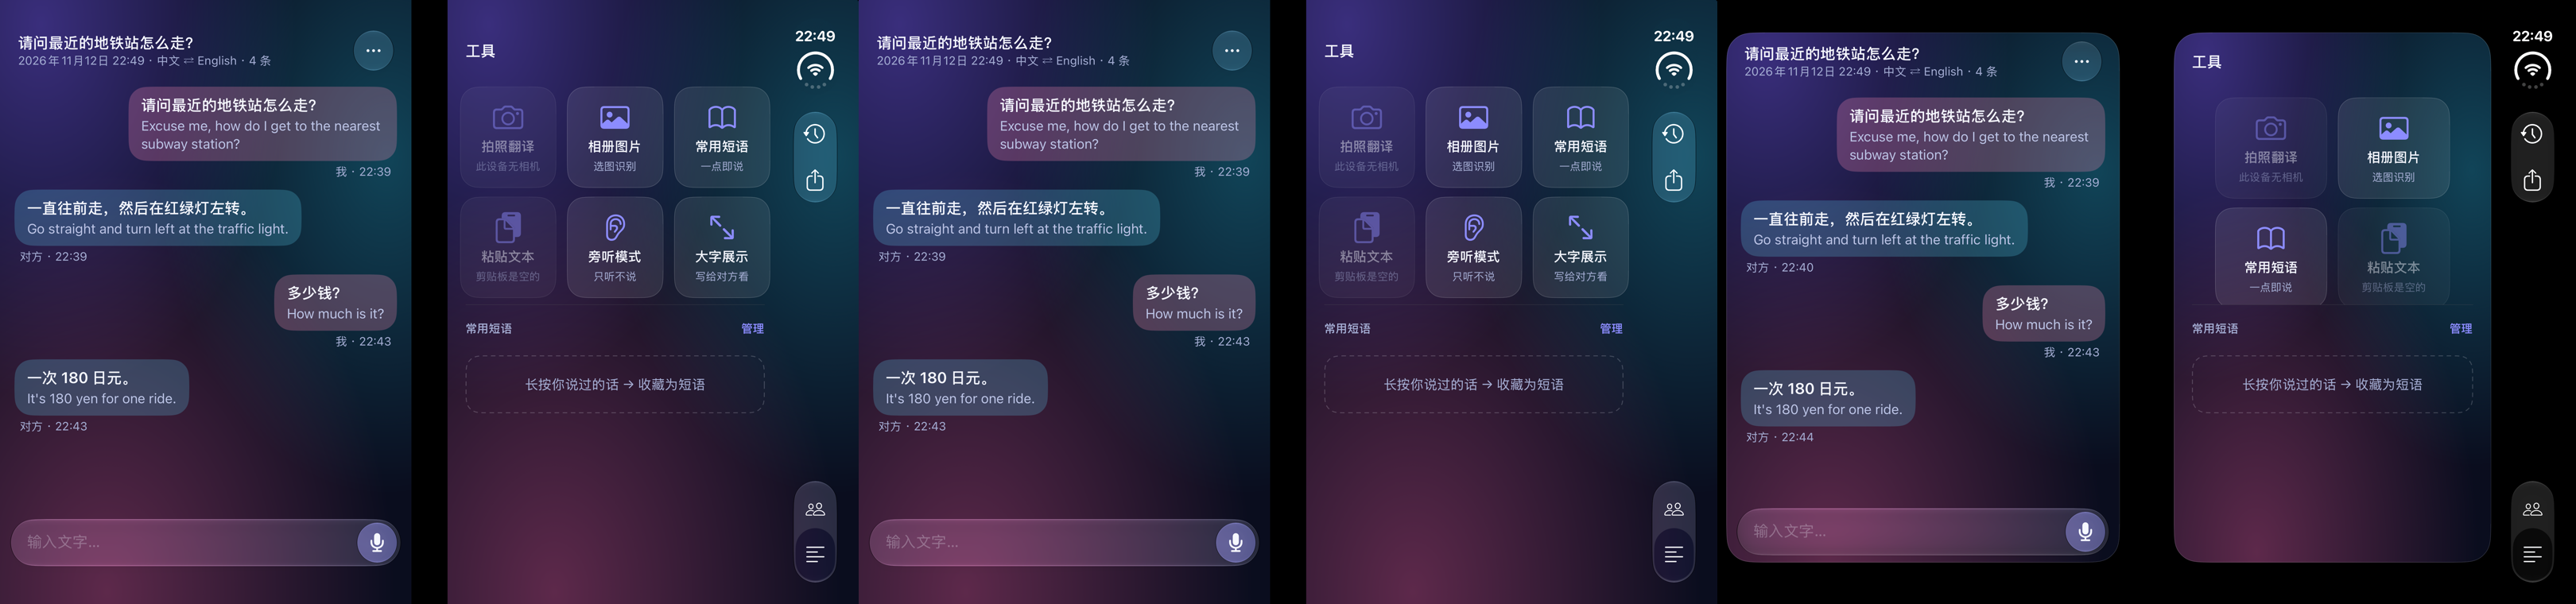 请问最近的地铁站怎么走?
2026年11月12日 22:49 · 中文 ⇌ English · 4 条
请问最近的地铁站怎么走?
Excuse me, how do I get to the nearest
subway station?
我 · 22:39
一直往前走，然后在红绿灯左转。
Go straight and turn left at the traffic light.
对方 · 22:39
多少钱?
How much is it?
我 · 22:43
一次 180 日元。
It's 180 yen for one ride.
对方 · 22:43
输入文字...
工具
22:49
拍照翻译
此设备无相机
相册图片
选图识别
常用短语
一点即说
粘贴文本
剪贴板是空的
旁听模式
只听不说
大字展示
写给对方看
常用短语
管理
长按你说过的话 → 收藏为短语
请问最近的地铁站怎么走?
2026年11月12日 22:49 · 中文 ⇌ English · 4 条
请问最近的地铁站怎么走?
Excuse me, how do I get to the nearest
subway station?
我 · 22:39
一直往前走，然后在红绿灯左转。
Go straight and turn left at the traffic light.
对方 · 22:39
多少钱?
How much is it?
我 · 22:43
一次 180 日元。
It's 180 yen for one ride.
对方 · 22:43
输入文字...
工具
22:49
拍照翻译
此设备无相机
相册图片
选图识别
常用短语
一点即说
粘贴文本
剪贴板是空的
旁听模式
只听不说
大字展示
写给对方看
常用短语
管理
长按你说过的话 → 收藏为短语
请问最近的地铁站怎么走?
2026年11月12日 22:49 · 中文 ⇌ English · 4 条
请问最近的地铁站怎么走?
Excuse me, how do I get to the nearest
subway station?
我 · 22:39
一直往前走，然后在红绿灯左转。
Go straight and turn left at the traffic light.
对方 · 22:40
多少钱?
How much is it?
我 · 22:43
一次 180 日元。
It's 180 yen for one ride.
对方 · 22:44
输入文字...
工具
22:49
拍照翻译
此设备无相机
相册图片
选图识别
常用短语
一点即说
粘贴文本
剪贴板是空的
常用短语
管理
长按你说过的话 → 收藏为短语